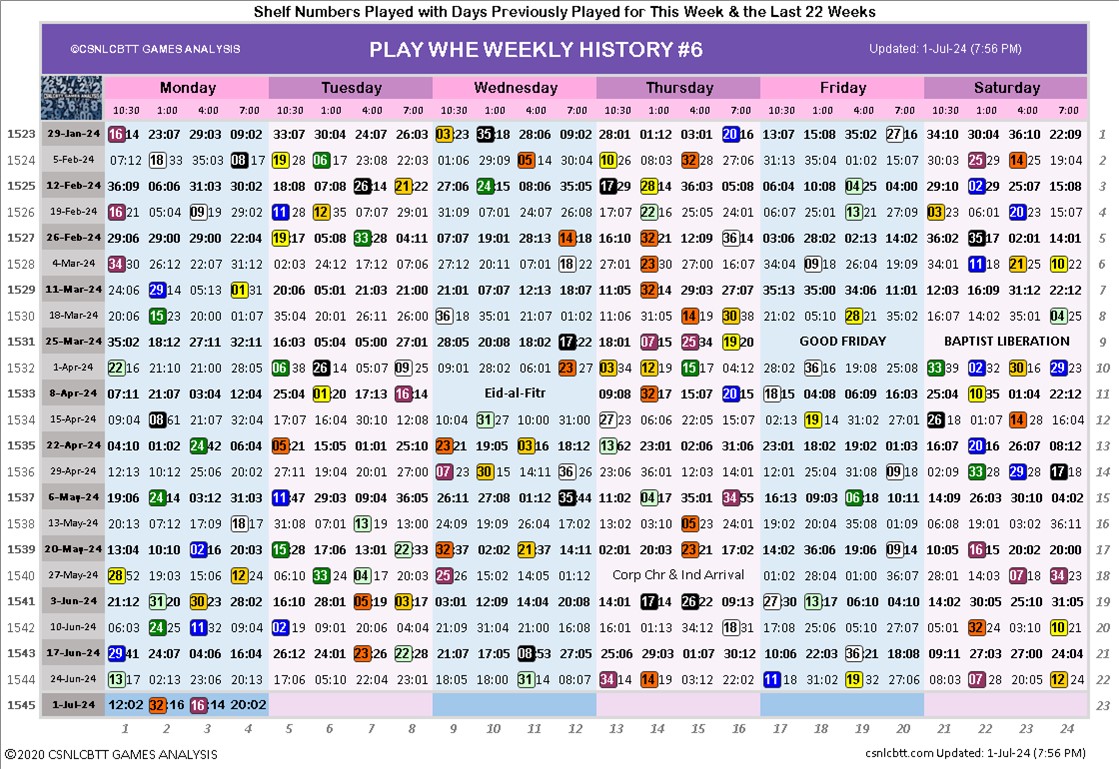 Shelf Numbers Played with Days Previously Played for This Week & the Last 22 Weeks
©CSNLCBTT GAMES ANALYSIS PLAY WHE WEEKLY HISTORY #6 Updated: 1-Jul-24 (7:56 PM)
Monday Tuesday Wednesday Thursday Friday Saturday
10:30 1:00 4:00 7:00 10:30 1:00 4:00 7:00 10:30 1:00 4:00 7:00 10:30 1:00 4:00 7:00 10:30 1:00 4:00 7:00 10:30 1:00 4:00 7:00
1523 29-Jan-24 16:14 23:07 29:03 09:02 33:07 30:04 24:07 26:03 03:23 35:18 28:06 09:02 28:01 01:12 03:01 20:16 13:07 15:08 35:02 27:16 34:10 30:04 36:10 22:09 1
1524 5-Feb-24 07:12 18:33 35:03 08:17 19:28 06:17 23:08 22:03 01:06 29:09 05:14 30:04 10:26 08:03 32:28 27:06 31:13 35:04 01:02 15:07 30:03 25:29 14:25 19:04 2
1525 12-Feb-24 36:09 06:06 31:03 30:02 18:08 07:08 26:14 21:22 27:06 24:15 08:06 35:05 17:29 28:14 36:03 05:08 06:04 10:08 04:25 04:00 29:10 02:29 25:07 15:08 3
1526 19-Feb-24 16:21 05:04 09:19 29:02 11:28 12:35 07:07 29:01 31:09 07:01 24:07 26:08 17:07 22:16 25:05 24:01 06:07 25:01 13:21 27:09 03:23 06:01 20:23 15:07 4
1527 26-Feb-24 29:06 29:00 29:00 22:04 19:17 05:08 33:28 04:11 07:07 19:01 28:13 14:18 16:10 32:21 12:09 36:14 03:06 28:02 02:13 14:02 36:02 35:17 02:01 14:01 5
1528 4-Mar-24 34:30 26:12 22:07 31:12 02:03 24:12 17:12 07:06 27:12 20:11 07:01 18:22 27:01 23:30 27:00 16:07 34:04 09:18 26:04 19:09 34:01 11:18 21:25 10:22 6
1529 11-Mar-24 24:06 29:14 05:13 01:31 20:06 05:01 21:03 21:00 21:01 07:07 12:13 18:07 11:05 32:14 29:03 27:07 35:13 35:00 34:06 11:01 12:03 16:09 31:12 22:12 7
1530 18-Mar-24 20:06 15:23 20:00 01:07 35:04 20:01 28:11 35:01 36:18 35:01 21:07 01:02 07:11 31:08 14:19 30:38 21:02 05:10 28:21 35:02 16:07 14:02 35:01 04:25 8
1531 25-Mar-24 35:02 18:12 27:11 32:11 16:03 05:04 05:00 27:01 28:05 20:08 18:02 17:22 18:01 07:15 25:34 19:20 GOOD FRIDAY BAPTIST LIBERATION 9
1532 1-Apr-24 22:16 21:10 21:00 28:05 06:38 26:14 05:07 09:25 09:01 28:02 06:01 23:27 03:34 12:19 15:17 04:12 28:01 36:16 19:08 05:03 33:39 02:32 30:16 29:23 10
1533 8-Apr-24 07:11 21:07 03:04 12:04 25:04 01:20 17:13 16:14 Eid-al-Fitr 09:08 32:17 15:07 20:15 18:15 04:08 06:09 16:03 25:04 10:35 01:04 22:12 11
1534 15-Apr-24 09:04 08:61 21:07 27:18 17:07 16:04 30:10 12:08 10:04 31:27 12:10 31:00 27:23 06:06 22:05 15:07 02:13 19:14 01:02 27:01 26:18 01:07 14:28 16:04 12
1535 22-Apr-24 04:10 01:02 24:42 06:04 05:21 15:05 01:01 25:10 23:21 19:05 03:16 18:12 13:62 23:01 02:06 31:06 23:01 18:02 19:02 01:03 16:07 20:16 26:07 08:12 13
1536 29-Apr-24 12:13 10:12 25:06 20:02 27:11 19:04 20:01 27:00 07:23 30:15 14:11 36:26 23:06 36:01 12:03 14:01 12:01 25:04 31:08 09:18 02:09 33:28 29:28 17:18 14
1537 6-May-24 19:06 24:14 03:12 31:03 11:47 29:03 09:04 36:05 26:11 27:08 01:12 35:44 11:02 04:17 35:01 34:55 16:13 09:03 06:18 10:11 14:09 26:03 30:10 04:02 15
1538 13-May-24 20:13 07:12 17:09 18:17 31:08 07:01 13:19 13:00 24:09 19:09 26:04 17:02 13:02 03:10 05:23 24:01 19:02 20:04 35:08 01:09 06:08 19:01 03:02 36:11 16
1539 20-May-24 13:04 10:10 02:16 20:03 15:28 17:06 13:01 22:33 32:37 02:02 21:37 14:11 02:01 20:03 23:21 17:02 14:02 36:06 19:06 09:14 10:05 16:15 20:02 20:00 17
1540 27-May-24 28:52 19:03 15:06 12:24 06:10 33:24 04:17 20:03 25:26 15:02 14:05 01:12 Corp Chr & Ind Arrival 01:02 28:04 01:00 36:07 28:01 14:03 07:18 34:23 18
1541 3-Jun-24 21:12 31:20 30:23 28:02 16:10 28:01 05:19 03:17 03:01 12:09 14:04 20:08 14:01 17:14 26:22 09:13 27:30 13:17 06:10 04:10 14:02 30:05 25:10 31:05 19
1542 10-Jun-24 06:03 24:25 11:32 09:04 02:19 09:01 20:06 04:04 21:09 31:04 21:00 16:08 16:01 01:13 34:12 18:31 17:08 25:06 05:10 27:07 05:01 32:24 03:10 10:21 20
1543 17-Jun-24 29:41 24:07 04:06 16:04 26:12 24:01 23:26 22:28 21:07 17:05 08:53 27:05 25:06 29:03 01:07 30:12 10:06 22:03 36:21 18:08 09:11 27:03 27:00 24:04 21
1544 24-Jun-24 13:17 02:13 23:06 20:13 17:06 05:10 22:04 23:01 18:05 18:00 31:14 08:07 34:14 14:19 03:12 22:02 11:18 31:02 19:32 27:06 08:03 07:28 20:05 12:24 22
1545 1-Jul-24 12:02 32:16 16:14 20:02 23
1 2 3 4 5 6 7 8 9 10 11 12 13 14 15 16 17 18 19 20 21 22 23 24
©2020 CSNLCBTT GAMES ANALYSIS csnlcbtt.com Updated: 1-Jul-24 (7:56 PM)